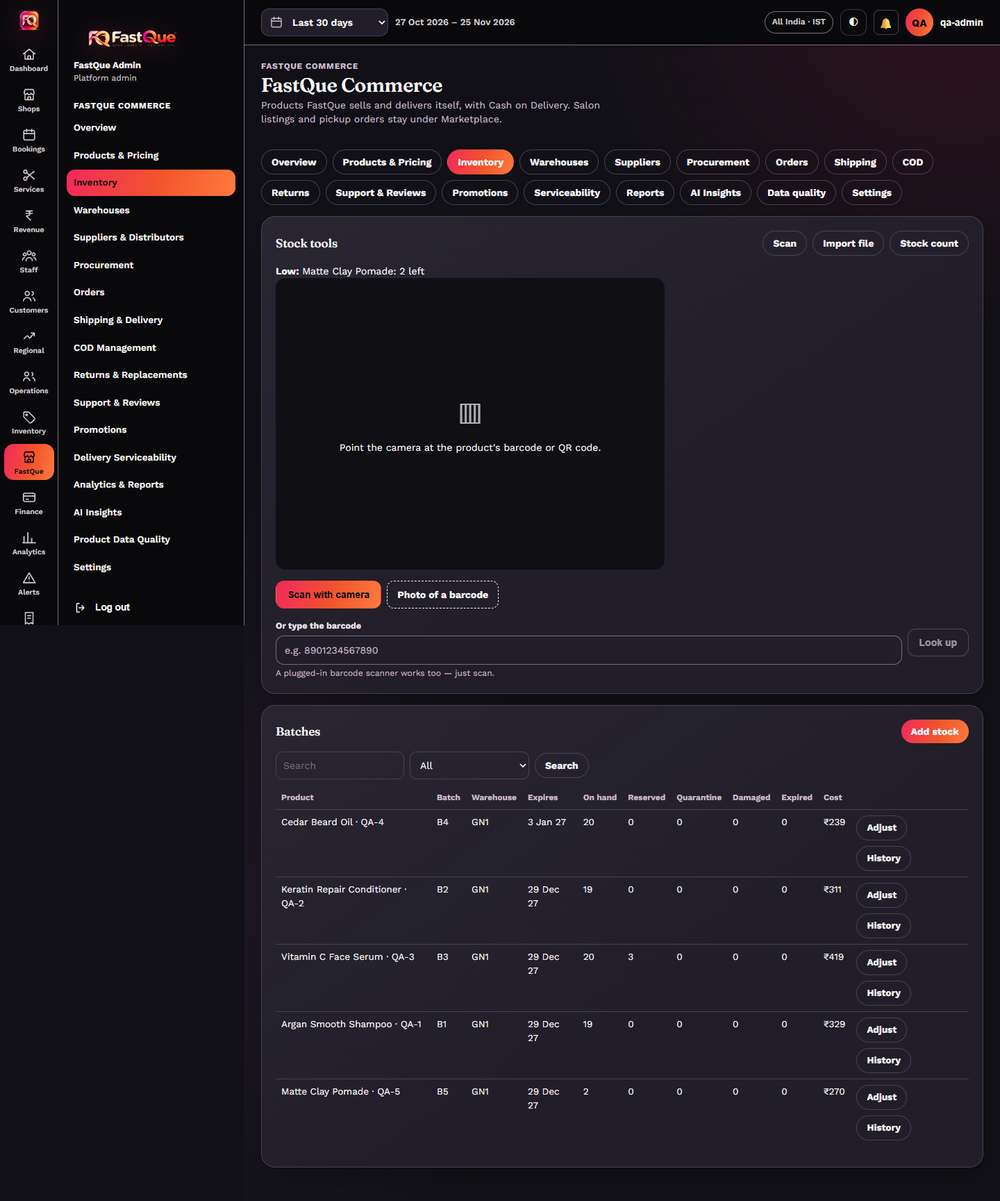 Dashboard
Shops
Bookings
Services
Revenue
Staff
Customers
Regional
Operations
Inventory
FastQue
Finance
Analytics
Alerts
FastQue
FastQue Admin
Platform admin
FASTQUE COMMERCE
Overview
Products & Pricing
Inventory
Warehouses
Suppliers & Distributors
Procurement
Orders
Shipping & Delivery
COD Management
Returns & Replacements
Support & Reviews
Promotions
Delivery Serviceability
Analytics & Reports
AI Insights
Product Data Quality
Settings
Log out
Last 30 days 27 Oct 2026 – 25 Nov 2026 All India · IST QA qa-admin
FASTQUE COMMERCE
FastQue Commerce
Products FastQue sells and delivers itself, with Cash on Delivery. Salon
listings and pickup orders stay under Marketplace.
Overview Products & Pricing Inventory Warehouses Suppliers Procurement Orders Shipping COD
Returns Support & Reviews Promotions Serviceability Reports AI Insights Data quality Settings
Stock tools Scan Import file Stock count
Low: Matte Clay Pomade: 2 left
Point the camera at the product's barcode or QR code.
Scan with camera Photo of a barcode
Or type the barcode
e.g. 8901234567890 Look up
A plugged-in barcode scanner works too — just scan.
Batches Add stock
Search All Search
Product Batch Warehouse Expires On hand Reserved Quarantine Damaged Expired Cost
Cedar Beard Oil · QA-4 B4 GN1 3 Jan 27 20 0 0 0 0 ₹239 Adjust
History
Keratin Repair Conditioner · B2 GN1 29 Dec 19 0 0 0 0 ₹311 Adjust
QA-2 27
History
Vitamin C Face Serum · QA-3 B3 GN1 29 Dec 20 3 0 0 0 ₹419 Adjust
27
History
Argan Smooth Shampoo · QA-1 B1 GN1 29 Dec 19 0 0 0 0 ₹329 Adjust
27
History
Matte Clay Pomade · QA-5 B5 GN1 29 Dec 2 0 0 0 0 ₹270 Adjust
27
History